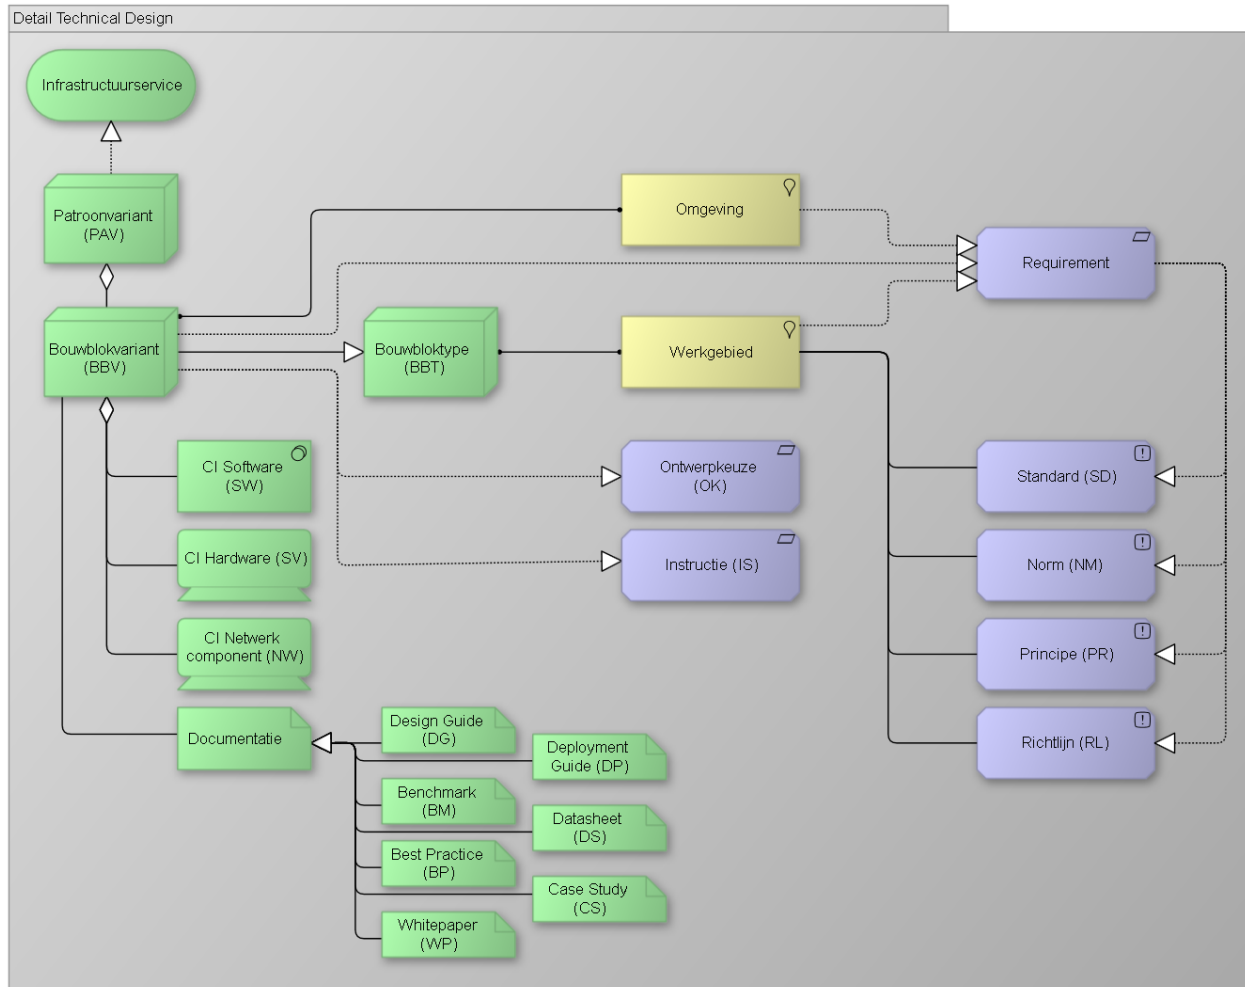 Detail Technical Design
Infrastructuurservice
Patroonvariant
(PAV)
Omgeving
Requirement
Bouwblokvariant
(BBV)
Bouwbloktype
(BBT)
Werkgebied
CI Software
(SW)
Ontwerpkeuze
(OK)
Standard (SD)
CI Hardware (SV)
Instructie (IS)
Norm (NM)
CI Netwerk
component (NW)
Principe (PR)
Documentatie
Design Guide
(DG)
Deployment
Guide (DP)
Richtlijn (RL)
Benchmark
(BM)
Datasheet
(DS)
Best Practice
(BP)
Case Study
(CS)
Whitepaper
(WP)